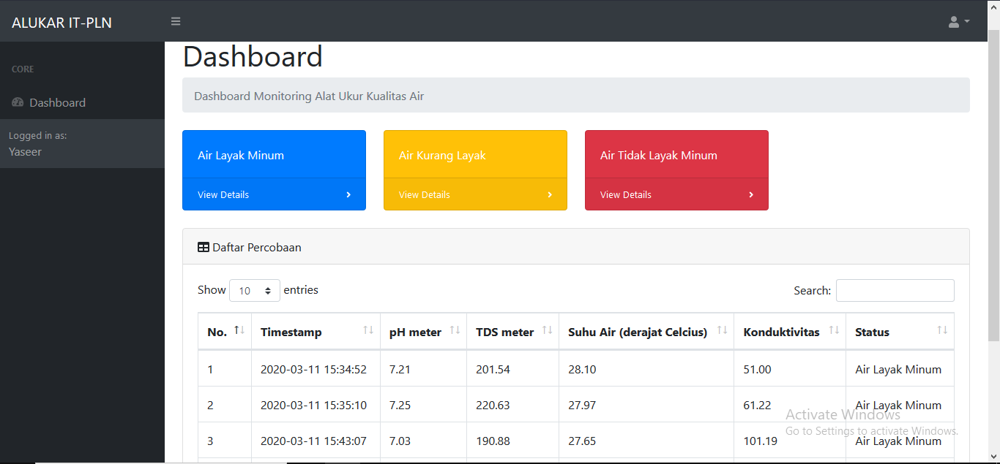 ALUKAR IT-PLN
CORE
Dashboard
Logged in as:
Yaseer
Dashboard
Dashboard Monitoring Alat Ukur Kualitas Air
Air Layak Minum Air Kurang Layak Air Tidak Layak Minum
View Details View Details View Details
Daftar Percobaan
Show 10 entries Search:
No. Timestamp pH meter TDS meter Suhu Air (derajat Celcius) Konduktivitas Status
1 2020-03-11 15:34:52 7.21 201.54 28.10 51.00 Air Layak Minum
2 2020-03-11 15:35:10 7.25 220.63 27.97 61.22 Air Layak Minum
3 2020-03-11 15:43:07 7.03 190.88 27.65 101.19 Air Layak Minum
Activate Windows
Go to Settings to activate Windows.